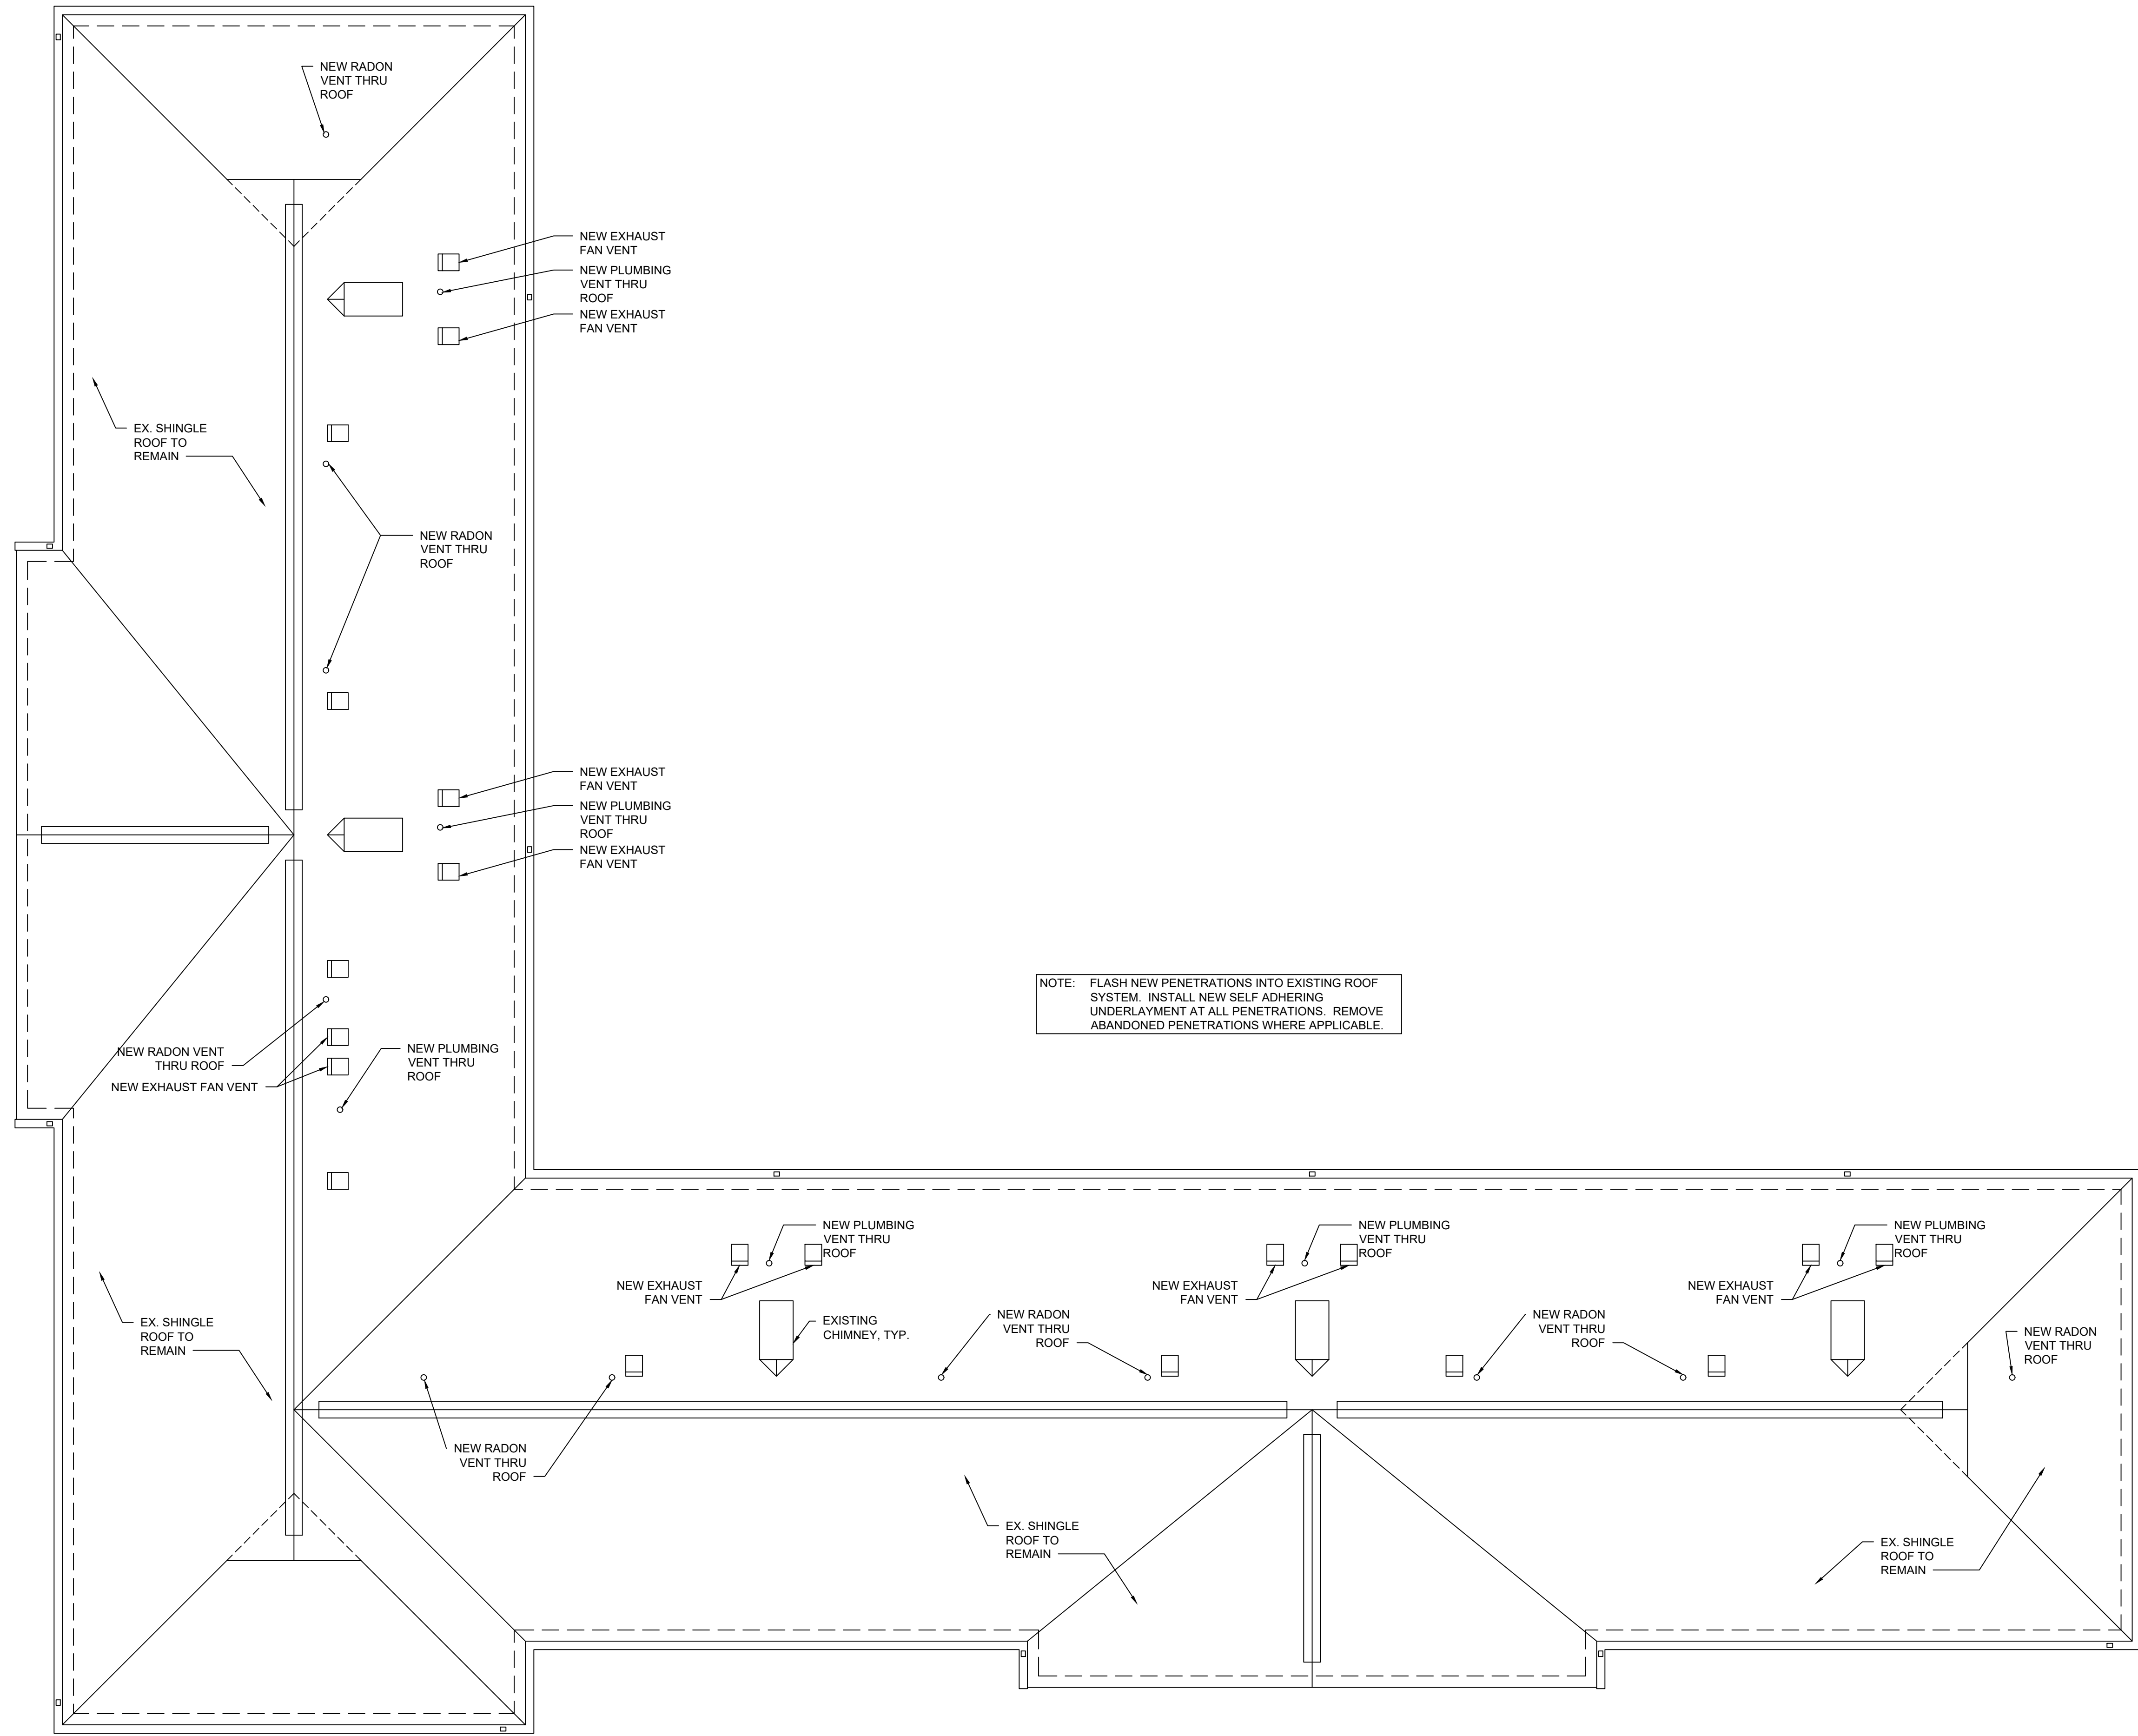 NEW RADON
VENT THRU
ROOF
NEW EXHAUST
FAN VENT
NEW PLUMBING
VENT THRU
ROOF
NEW EXHAUST
FAN VENT
EX. SHINGLE
ROOF TO
REMAIN
NEW RADON
VENT THRU
ROOF
NEW EXHAUST
FAN VENT
NEW PLUMBING
VENT THRU
ROOF
NEW EXHAUST
FAN VENT
NOTE: FLASH NEW PENETRATIONS INTO EXISTING ROOF
SYSTEM. INSTALL NEW SELF ADHERING
UNDERLAYMENT AT ALL PENETRATIONS. REMOVE
ABANDONED PENETRATIONS WHERE APPLICABLE.
NEW RADON VENT
THRU ROOF
NEW EXHAUST FAN VENT
NEW PLUMBING
VENT THRU
ROOF
NEW PLUMBING
VENT THRU
ROOF
NEW EXHAUST
FAN VENT
NEW PLUMBING
VENT THRU
ROOF
NEW EXHAUST
FAN VENT
NEW PLUMBING
VENT THRU
ROOF
NEW EXHAUST
FAN VENT
EX. SHINGLE
ROOF TO
REMAIN
EXISTING
CHIMNEY, TYP.
NEW RADON
VENT THRU
ROOF
NEW RADON
VENT THRU
ROOF
NEW RADON
VENT THRU
ROOF
NEW RADON
VENT THRU
ROOF
EX. SHINGLE
ROOF TO
REMAIN
EX. SHINGLE
ROOF TO
REMAIN